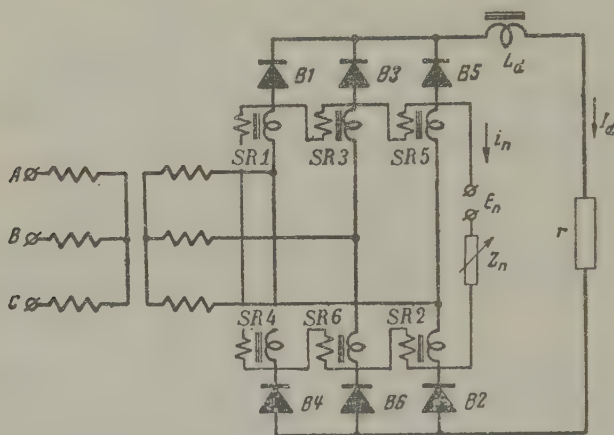 L_d
B1 B3 B5
SR1 SR3 SR5
i_n
I_d
A
E_n
B
r
Z_n
C
SR4 SR6 SR2
B4 B6 B2